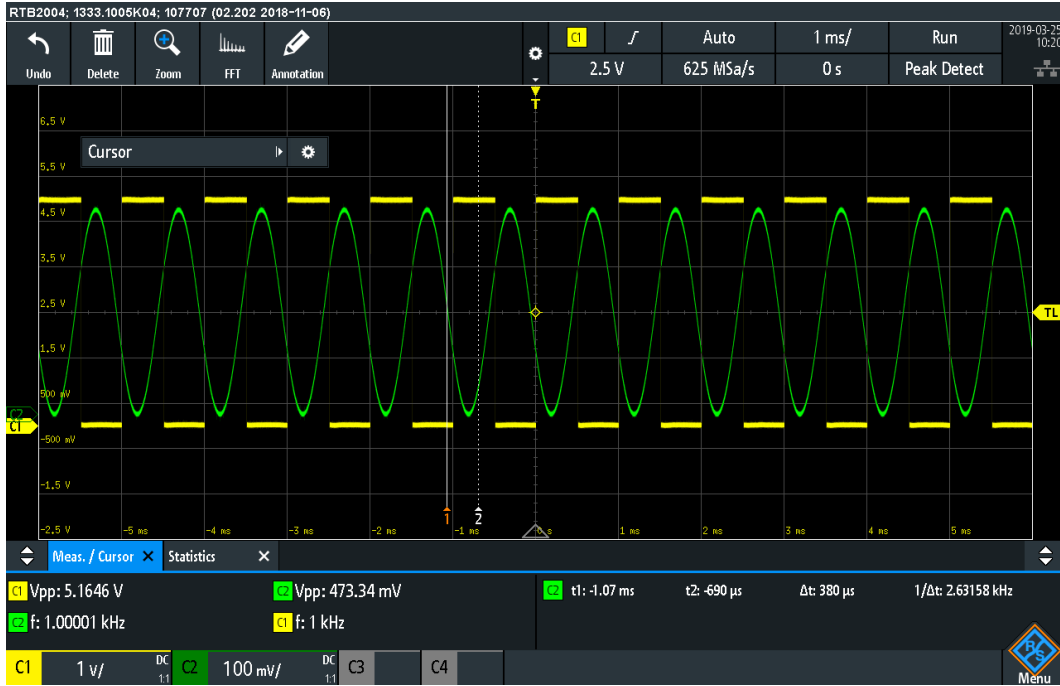 RTB2004; 1333.1005K04; 107707 (02.202 2018-11-06)
Undo
Delete
Zoom
FFT
Annotation
C1
Auto
1 ms/
Run
2.5 V
625 MSa/s
0 s
Peak Detect
2019-03-25
10:20
T
6.5 V
Cursor
5.5 V
4.5 V
3.5 V
2.5 V
TL
1.5 V
500 mV
C2
C1
-500 mV
-1.5 V
1
2
-2.5 V
-5 ms
-4 ms
-3 ms
-2 ms
-1 ms
0 s
1 ms
2 ms
3 ms
4 ms
5 ms
Meas. / Cursor
Statistics
C1 Vpp: 5.1646 V
C2 Vpp: 473.34 mV
C2 t1: -1.07 ms
t2: -690 µs
Δt: 380 µs
1/Δt: 2.63158 kHz
C2 f: 1.00001 kHz
C1 f: 1 kHz
C1
1 V/
DC
1:1
C2
100 mV/
DC
1:1
C3
C4
R&S
Menu